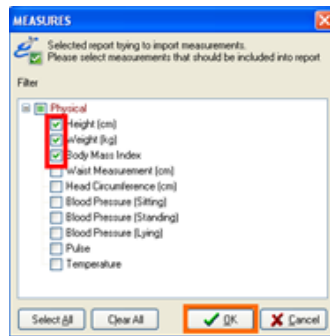 MEASURES
Selected report trying to import measurements.
Please select measurements that should be included into report
Filter
Physical
Height (cm)
Weight (kg)
Body Mass Index
Waist Measurement (cm)
Head Circumference (cm)
Blood Pressure (Sitting)
Blood Pressure (Standing)
Blood Pressure (Lying)
Pulse
Temperature
Select All Clear All OK Cancel